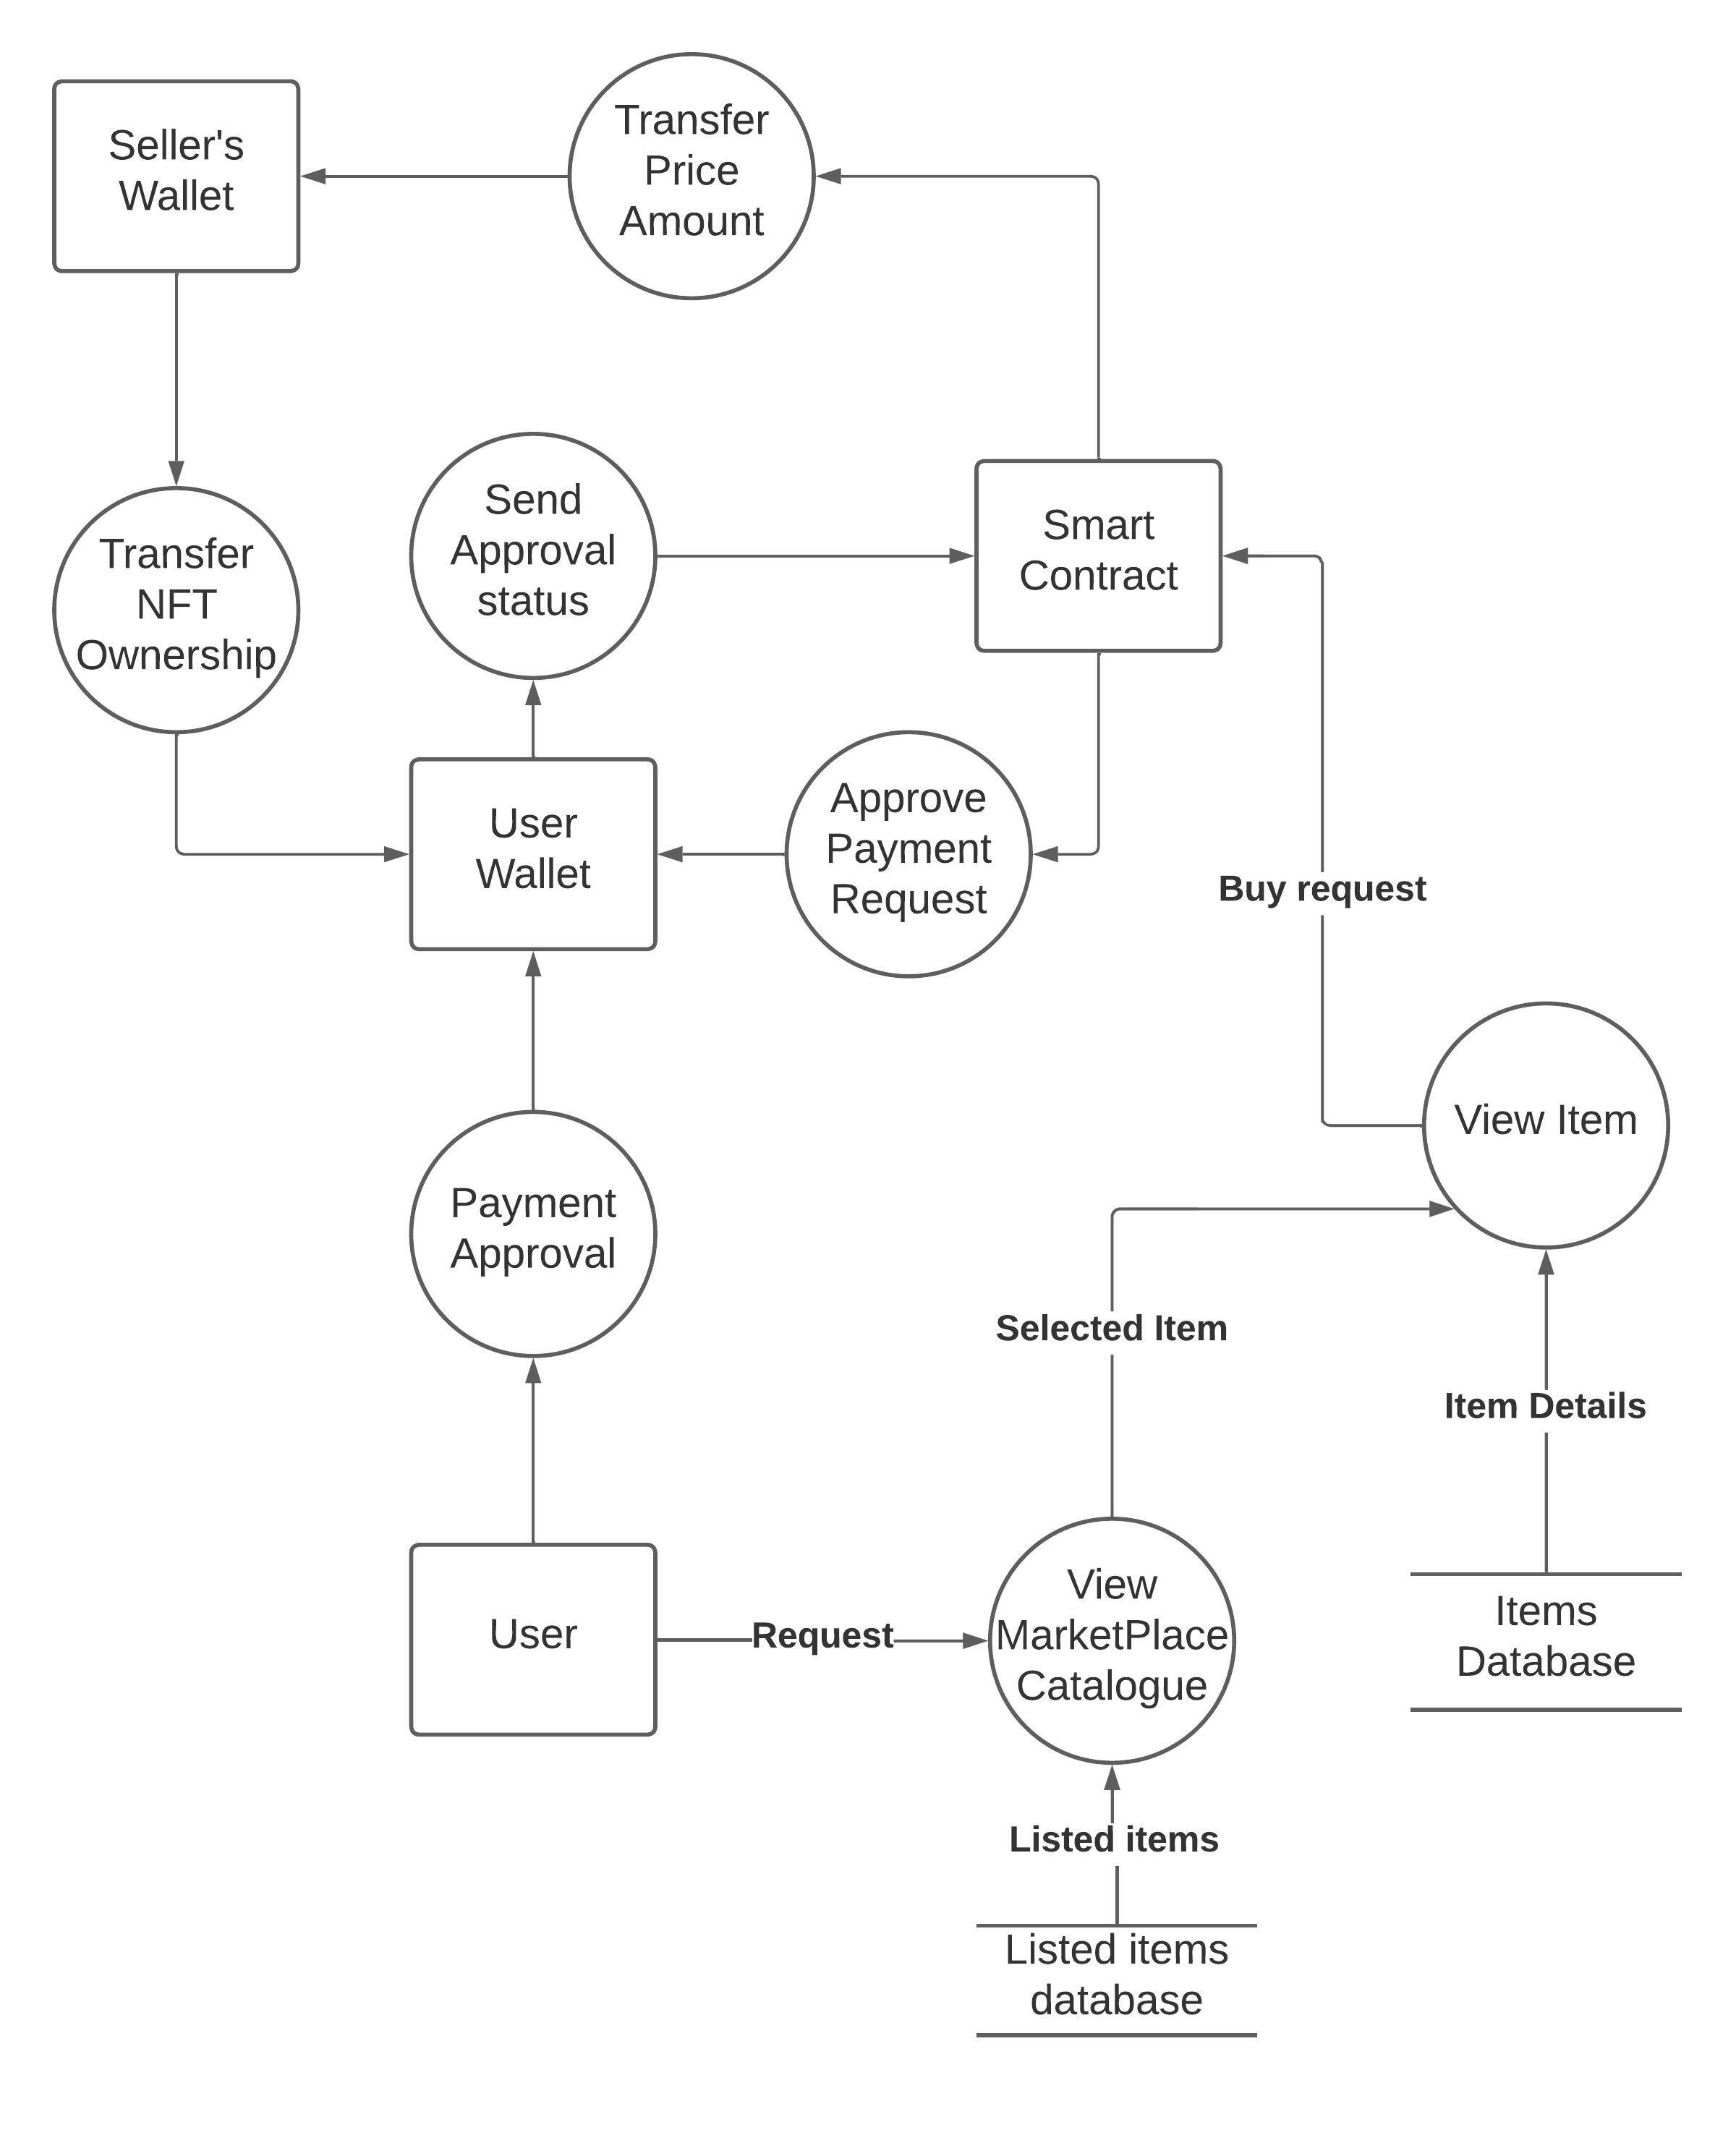 Seller's
Wallet
Transfer
Price
Amount
Transfer
NFT
Ownership
Send
Approval
status
Smart
Contract
User
Wallet
Approve
Payment
Request
Buy request
View Item
Payment
Approval
Selected Item
Item Details
User
Request
View
MarketPlace
Catalogue
Items
Database
Listed items
Listed items
database